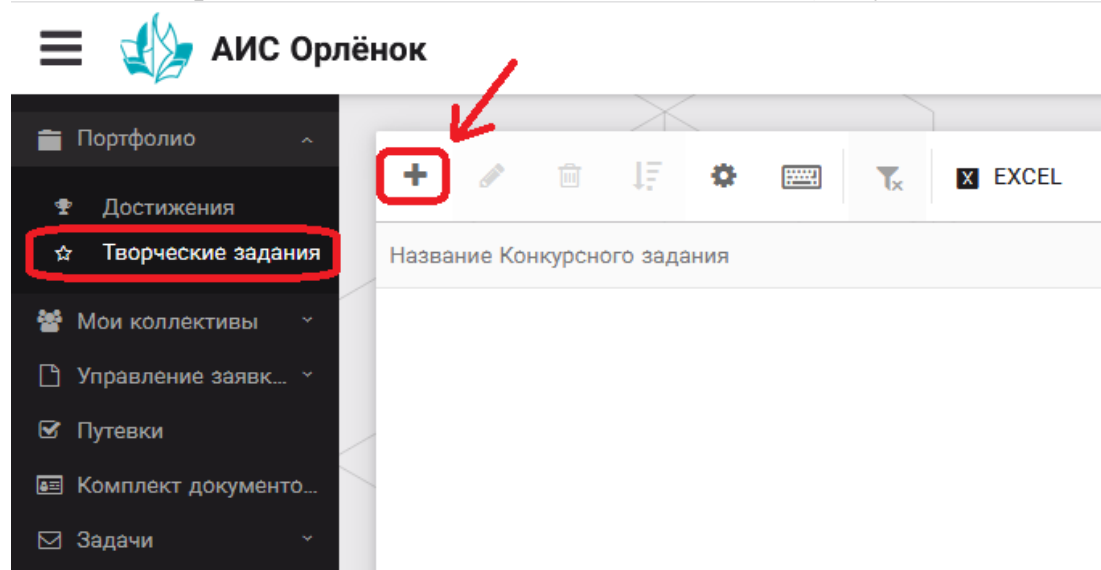 АИС Орлёнок
Портфолио
Достижения
Творческие задания
Мои коллективы
Управление заявк...
Путевки
Комплект документо...
Задачи
EXCEL
Название Конкурсного задания